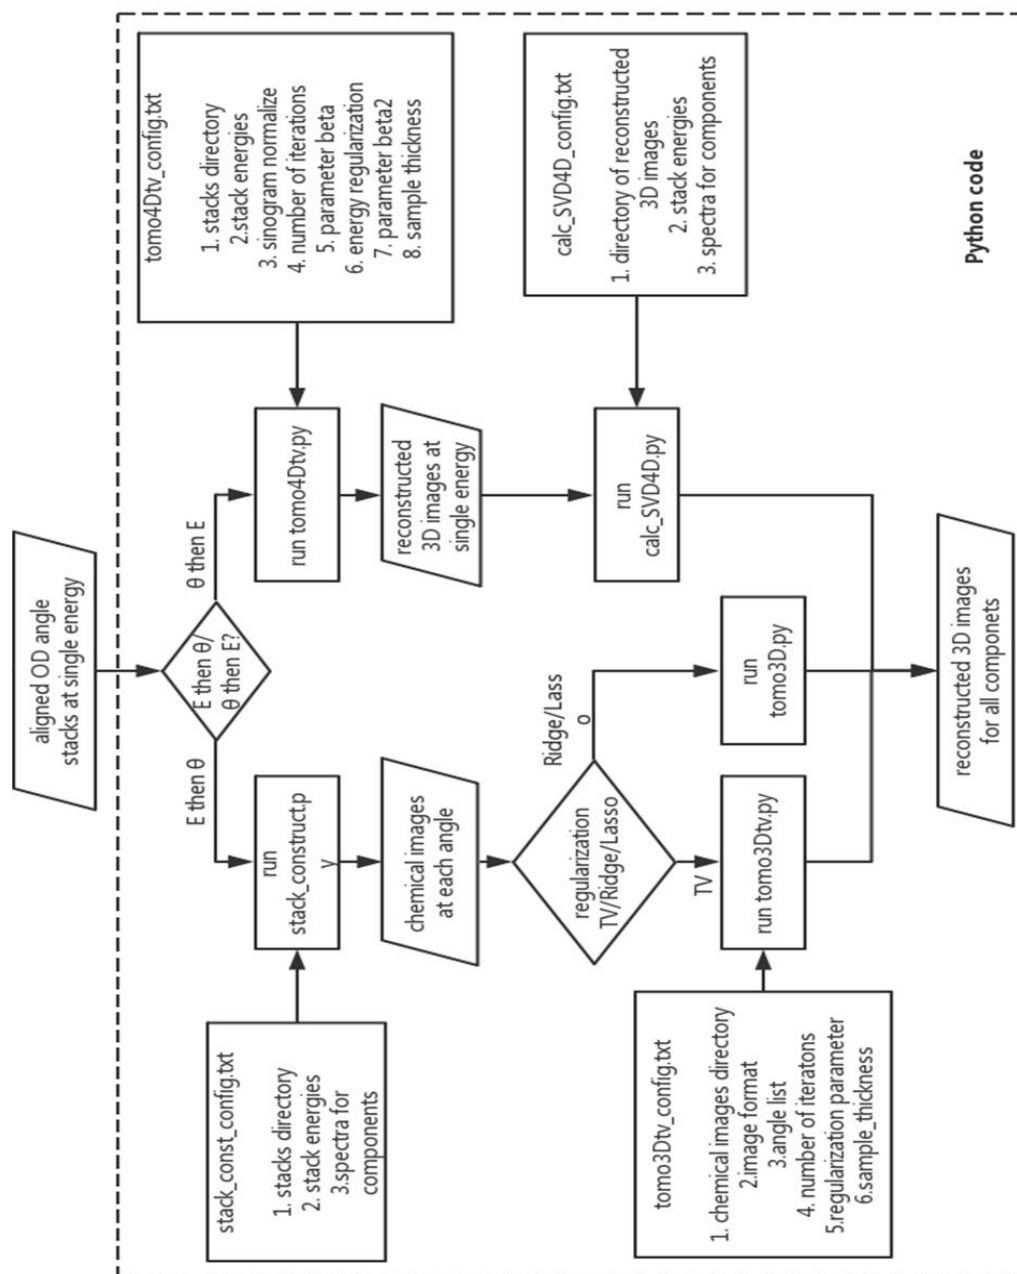 aligned OD angle
stacks at single energy
E then θ/
θ then E?
E then θ
θ then E
stack_const_config.txt
1. stacks directory
2. stack energies
3.spectra for
components
run
stack_construct.p
y
run tomo4Dtv.py
tomo4Dtv_config.txt
1. stacks directory
2.stack energies
3. sinogram normalize
4. number of iterations
5. parameter beta
6. energy regularization
7. parameter beta2
8. sample thickness
chemical images
at each angle
reconstructed
3D images at
single energy
regularization
TV/Ridge/Lasso
Ridge/Lass
o
TV
run
calc_SVD4D.py
calc_SVD4D_config.txt
1. directory of reconstructed
3D images
2. stack energies
3. spectra for components
tomo3Dtv_config.txt
1. chemical images directory
2.image format
3.angle list
4. number of iteratons
5.regularization parameter
6.sample_thickness
run tomo3Dtv.py
run
tomo3D.py
reconstructed 3D images
for all componets
Python code